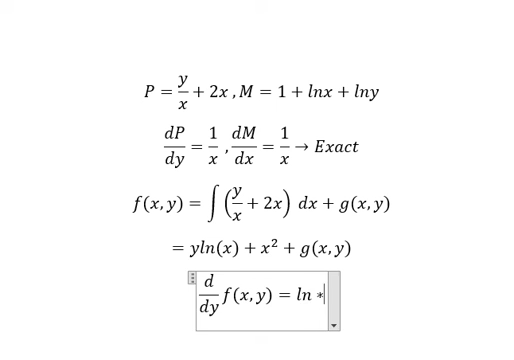 P = y/x + 2x , M = 1 + lnx + lny
dP/dy = 1/x , dM/dx = 1/x → Exact
f(x, y) = ∫ (y/x + 2x) dx + g(x, y)
= yln(x) + x² + g(x, y)
d/dy f(x, y) = ln *